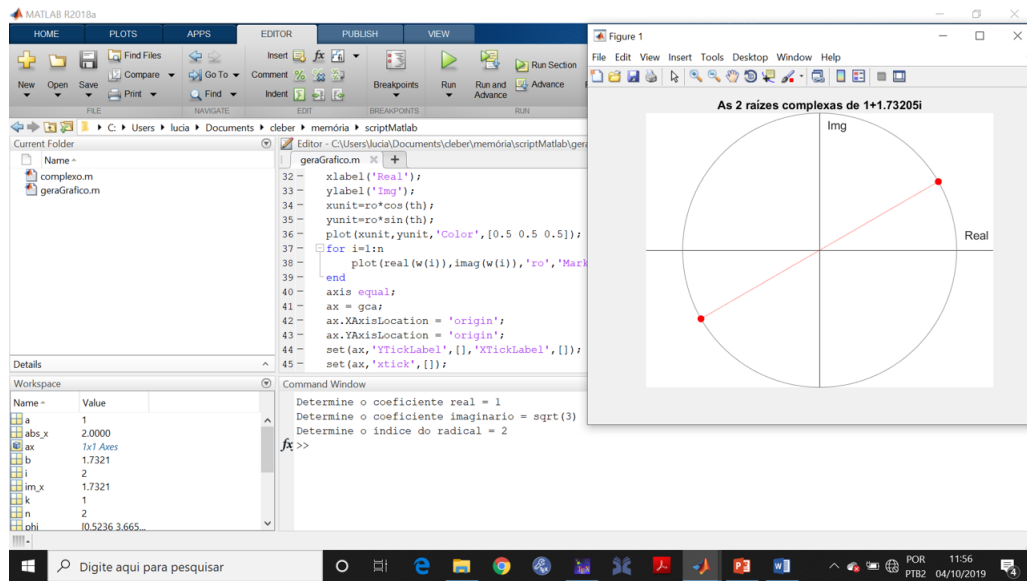 MATLAB R2018a
HOME PLOTS APPS EDITOR PUBLISH VIEW
New Open Save Find Files Compare Print
Go To Find
Insert fx Comment Indent
Breakpoints Run Run and Advance Run Section Advance
FILE NAVIGATE EDIT BREAKPOINTS RUN
C: Users lucia Documents cleber memória scriptMatlab
Current Folder
Name
complexo.m
geraGrafico.m
Details
Workspace
Name Value
a 1
abs_x 2.0000
ax 1x1 Axes
b 1.7321
i 2
im_x 1.7321
k 1
n 2
phi [0.5236 3.665...
Editor - C:\Users\lucia\Documents\cleber\memória\scriptMatlab\gera
geraGrafico.m +
32 xlabel('Real');
33 ylabel('Img');
34 xunit=ro*cos(th);
35 yunit=ro*sin(th);
36 plot(xunit,yunit,'Color',[0.5 0.5 0.5]);
37 for i=1:n
38 plot(real(w(i)),imag(w(i)),'ro','Mark
39 end
40 axis equal;
41 ax = gca;
42 ax.XAxisLocation = 'origin';
43 ax.YAxisLocation = 'origin';
44 set(ax,'YTickLabel',[],'XTickLabel',[]);
45 set(ax,'xtick',[]);
Command Window
Determine o coeficiente real = 1
Determine o coeficiente imaginario = sqrt(3)
Determine o indice do radical = 2
fx >>
Figure 1
File Edit View Insert Tools Desktop Window Help
As 2 raízes complexas de 1+1.73205i
Img
Real
Digite aqui para pesquisar
POR
PTB2
11:56
04/10/2019
4